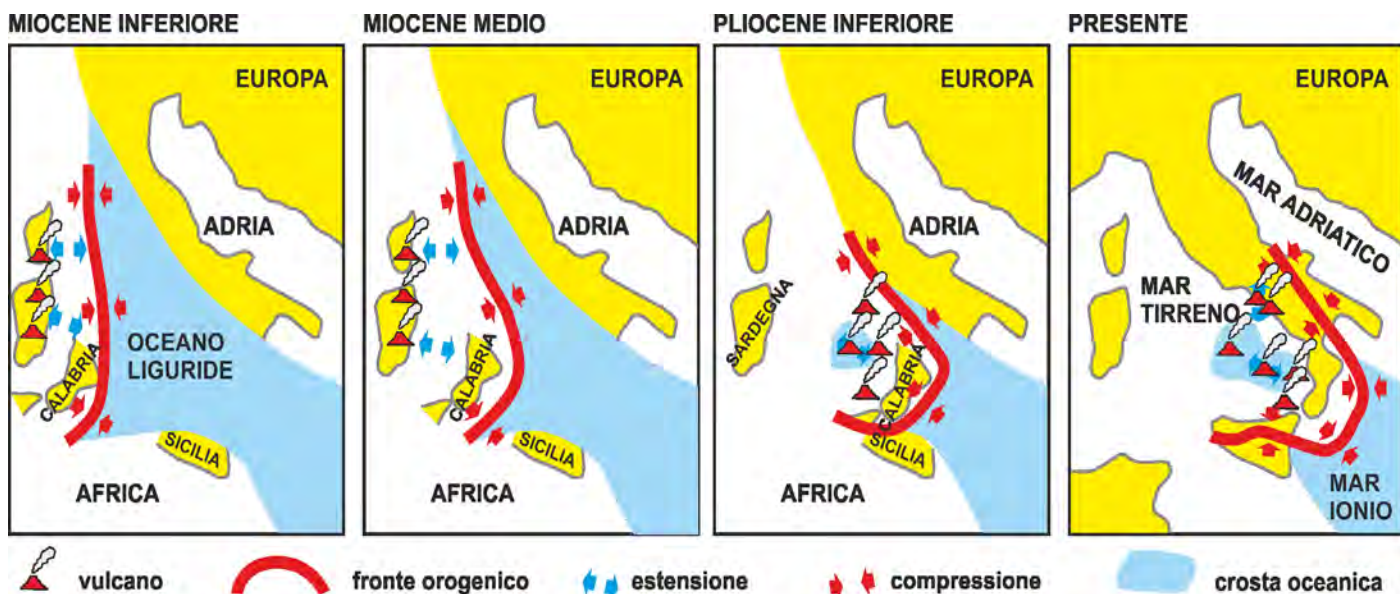 MIOCENE INFERIORE
EUROPA
ADRIA
OCEANO
LIGURIDE
CALABRIA
SICILIA
AFRICA
MIOCENE MEDIO
EUROPA
ADRIA
CALABRIA
SICILIA
AFRICA
PLIOCENE INFERIORE
EUROPA
ADRIA
SARDEGNA
CALABRIA
SICILIA
AFRICA
PRESENTE
EUROPA
MAR ADRIATICO
MAR
TIRRENO
MAR
IONIO
vulcano
fronte orogenico
estensione
compressione
crosta oceanica